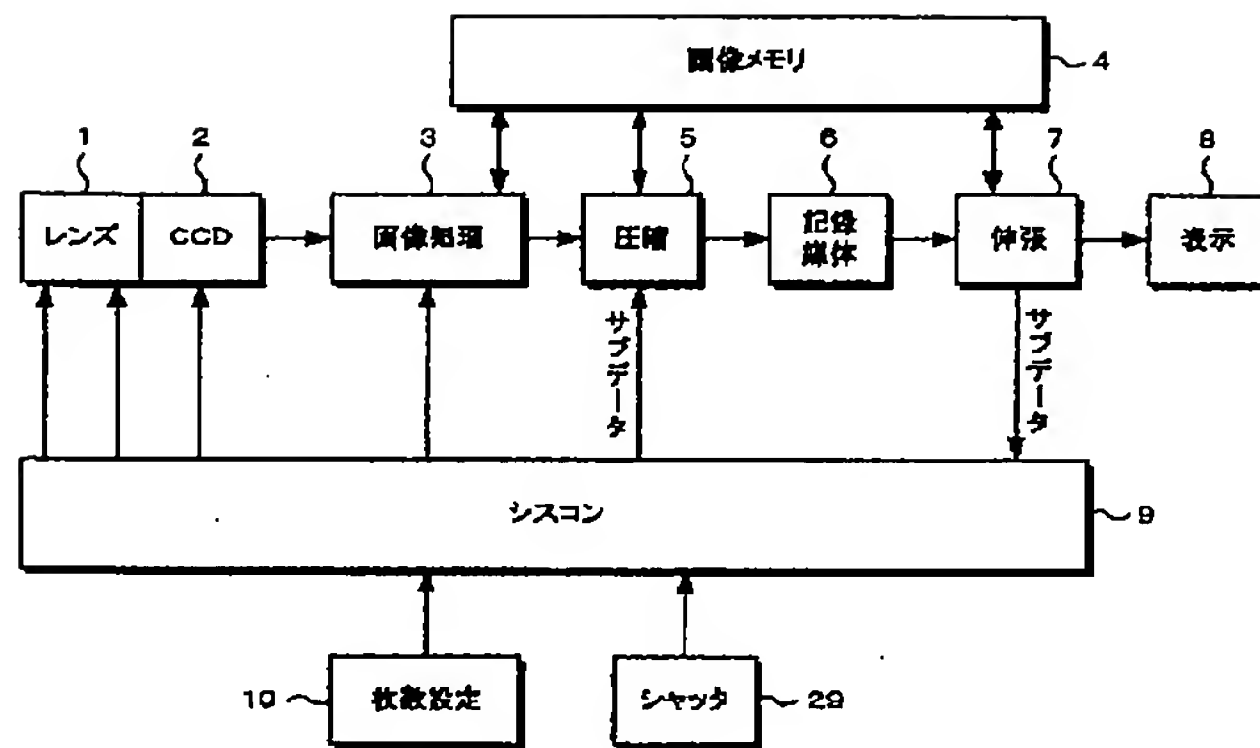 画像メモリ
4
1
2
3
5
6
7
8
レンズ
CCD
画像処理
圧縮
記録
媒体
伸張
表示
サブデータ
サブデータ
シスコン
9
10
枚数設定
シャッタ
29